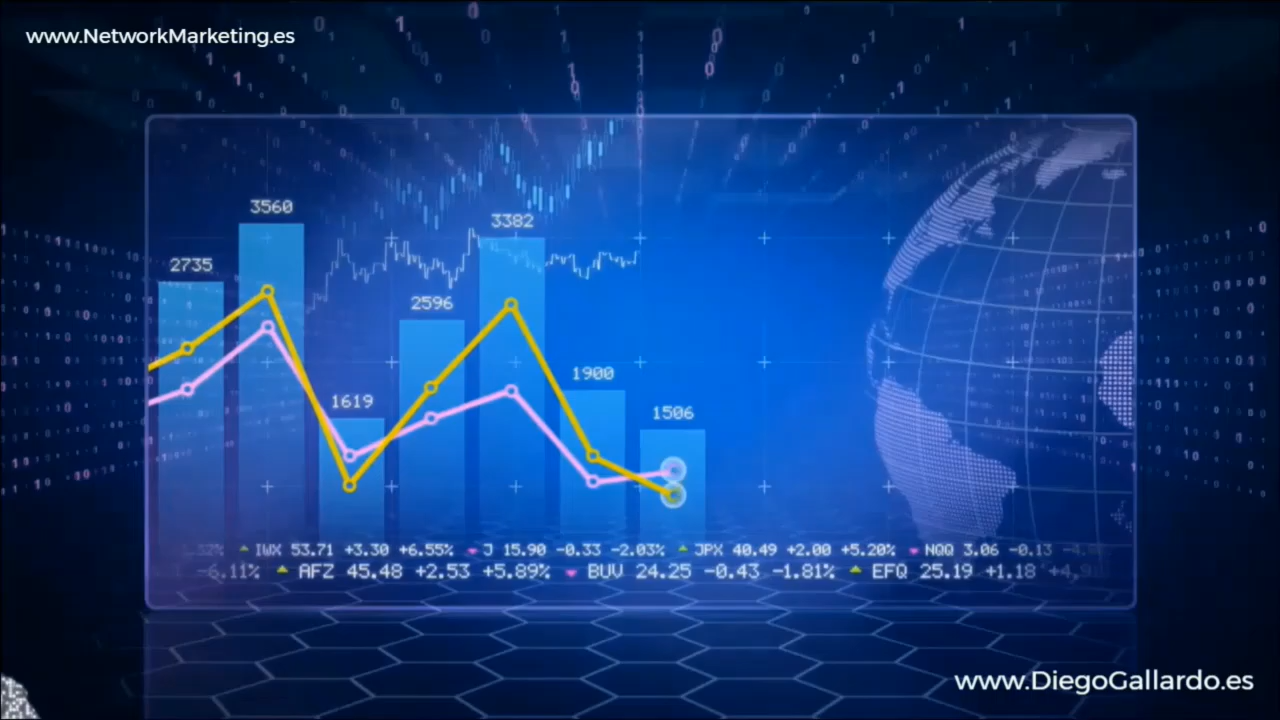 www.NetworkMarketing.es
3560
3382
2735
2596
1900
1619
1506
IWX 53.71 +3.30 +6.55% J 15.90 -0.33 -2.03% JPX 40.49 +2.00 +5.20% NQQ 3.06 -0.13
-6.11% AFZ 45.48 +2.53 +5.89% BUV 24.25 -0.43 -1.81% EFQ 25.19 +1.18
www.DiegoGallardo.es